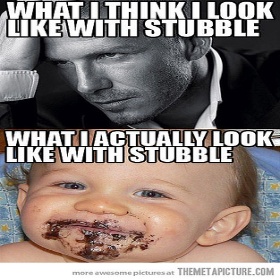 WHAT I THINK I LOOK
LIKE WITH STUBBLE
WHAT I ACTUALLY LOOK
LIKE WITH STUBBLE
more awesome pictures at THEMETAPICTURE.COM